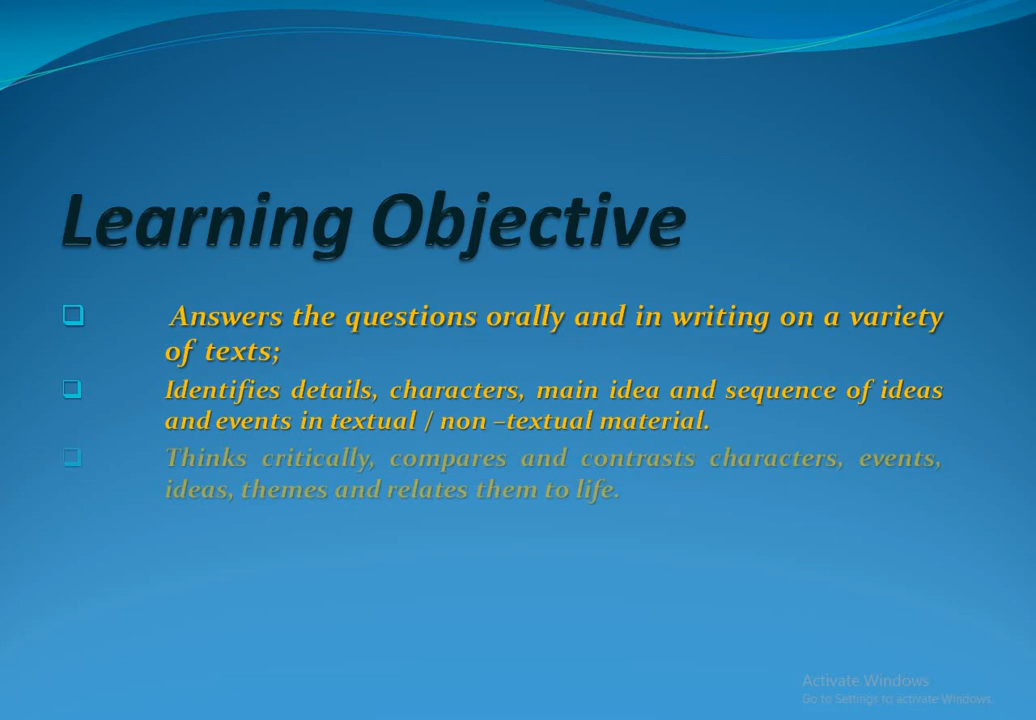 Learning Objective
Answers the questions orally and in writing on a variety
of texts;
Identifies details, characters, main idea and sequence of ideas
and events in textual / non –textual material.
Thinks critically, compares and contrasts characters, events,
ideas, themes and relates them to life.
Activate Windows
Go to Settings to activate Windows.